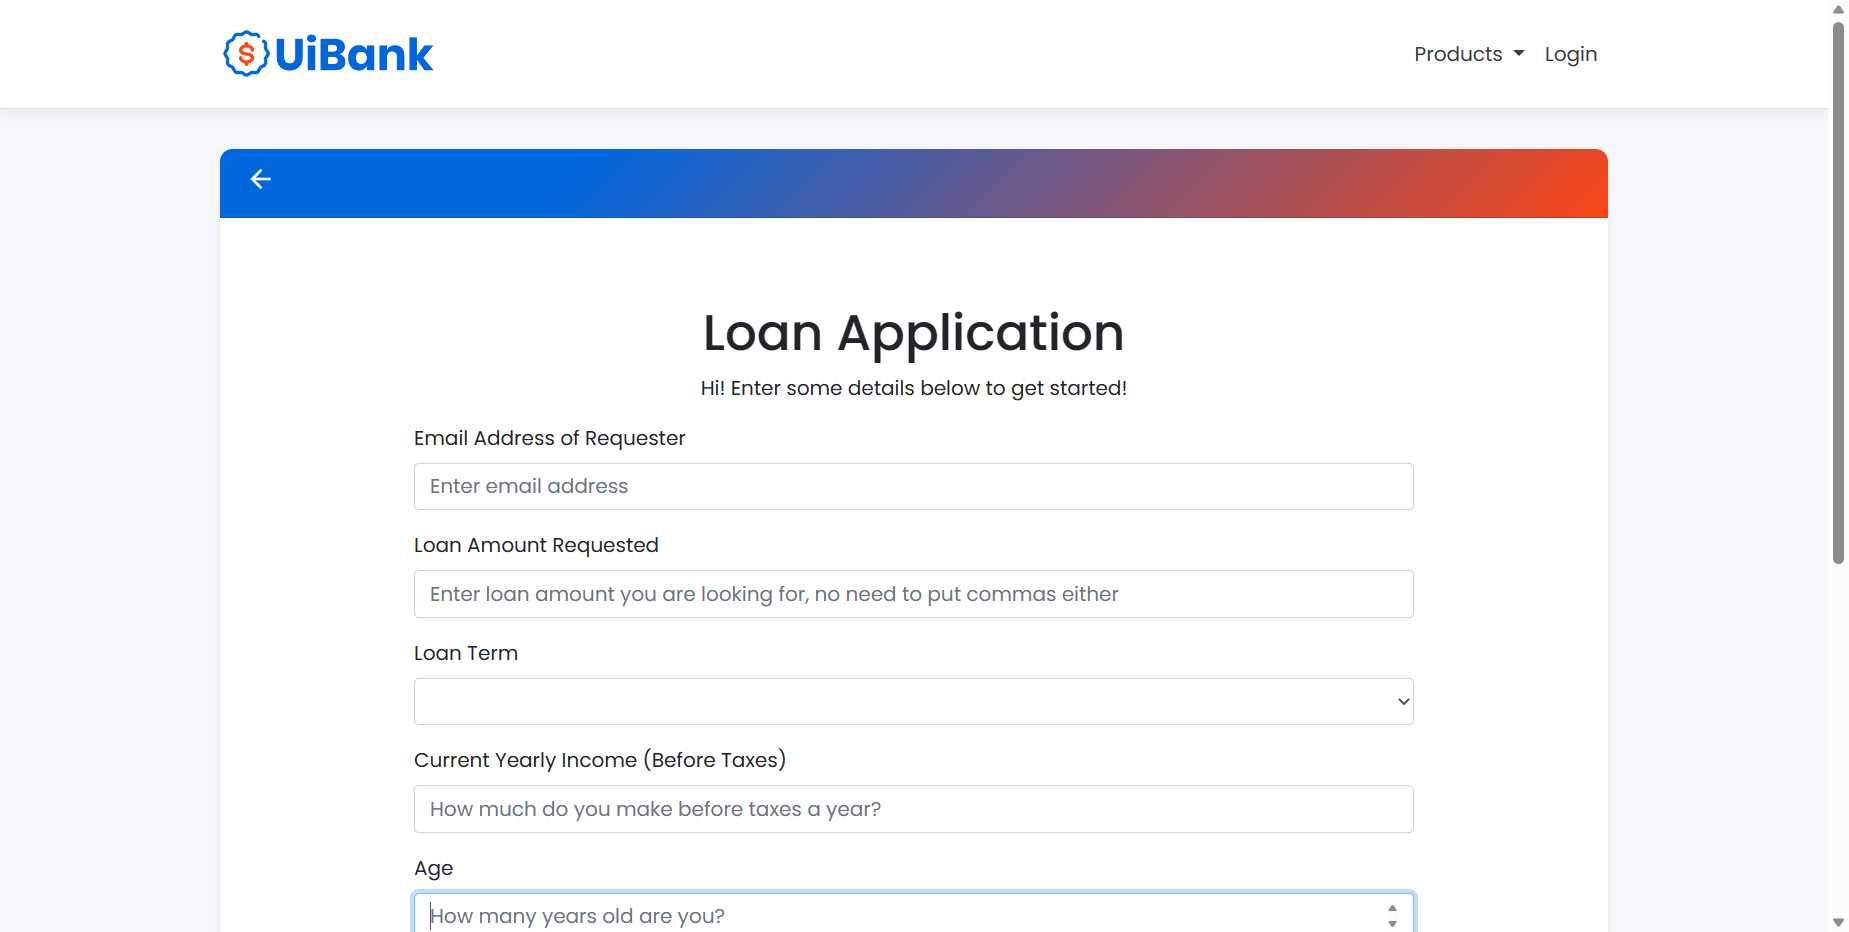 $ UiBank
Products Login
Loan Application
Hi! Enter some details below to get started!
Email Address of Requester
Enter email address
Loan Amount Requested
Enter loan amount you are looking for, no need to put commas either
Loan Term
Current Yearly Income (Before Taxes)
How much do you make before taxes a year?
Age
How many years old are you?